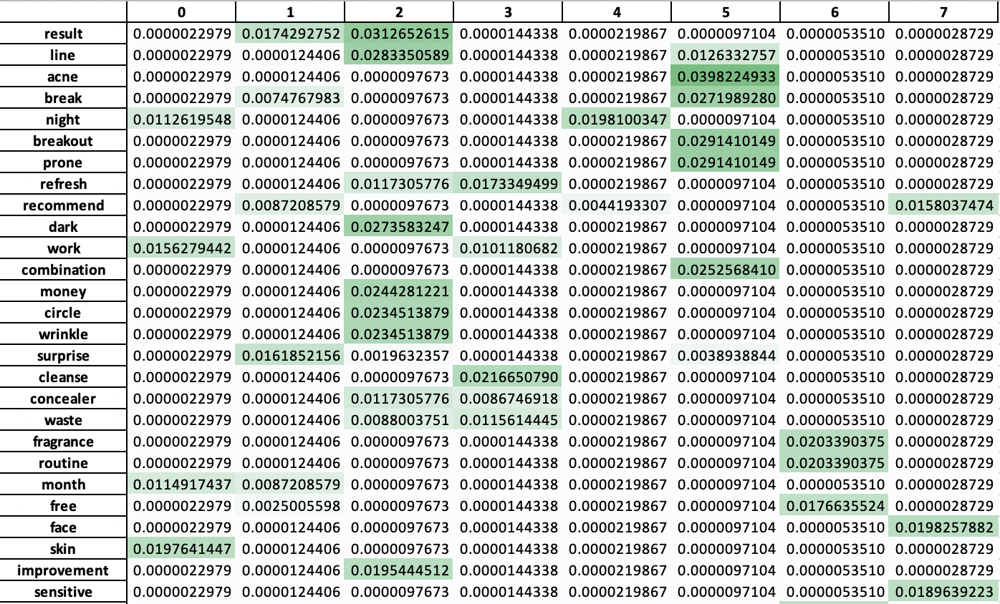 0 1 2 3 4 5 6 7
result 0.0000022979 0.0174292752 0.0312652615 0.0000144338 0.0000219867 0.0000097104 0.0000053510 0.0000028729
line 0.0000022979 0.0000124406 0.0283350589 0.0000144338 0.0000219867 0.0126332757 0.0000053510 0.0000028729
acne 0.0000022979 0.0000124406 0.0000097673 0.0000144338 0.0000219867 0.0398224933 0.0000053510 0.0000028729
break 0.0000022979 0.0074767983 0.0000097673 0.0000144338 0.0000219867 0.0271989280 0.0000053510 0.0000028729
night 0.0112619548 0.0000124406 0.0000097673 0.0000144338 0.0198100347 0.0000097104 0.0000053510 0.0000028729
breakout 0.0000022979 0.0000124406 0.0000097673 0.0000144338 0.0000219867 0.0291410149 0.0000053510 0.0000028729
prone 0.0000022979 0.0000124406 0.0000097673 0.0000144338 0.0000219867 0.0291410149 0.0000053510 0.0000028729
refresh 0.0000022979 0.0000124406 0.0117305776 0.0173349499 0.0000219867 0.0000097104 0.0000053510 0.0000028729
recommend 0.0000022979 0.0087208579 0.0000097673 0.0000144338 0.0044193307 0.0000097104 0.0000053510 0.0158037474
dark 0.0000022979 0.0000124406 0.0273583247 0.0000144338 0.0000219867 0.0000097104 0.0000053510 0.0000028729
work 0.0156279442 0.0000124406 0.0000097673 0.0101180682 0.0000219867 0.0000097104 0.0000053510 0.0000028729
combination 0.0000022979 0.0000124406 0.0000097673 0.0000144338 0.0000219867 0.0252568410 0.0000053510 0.0000028729
money 0.0000022979 0.0000124406 0.0244281221 0.0000144338 0.0000219867 0.0000097104 0.0000053510 0.0000028729
circle 0.0000022979 0.0000124406 0.0234513879 0.0000144338 0.0000219867 0.0000097104 0.0000053510 0.0000028729
wrinkle 0.0000022979 0.0000124406 0.0234513879 0.0000144338 0.0000219867 0.0000097104 0.0000053510 0.0000028729
surprise 0.0000022979 0.0161852156 0.0019632357 0.0000144338 0.0000219867 0.0038938844 0.0000053510 0.0000028729
cleanse 0.0000022979 0.0000124406 0.0000097673 0.0216650790 0.0000219867 0.0000097104 0.0000053510 0.0000028729
concealer 0.0000022979 0.0000124406 0.0117305776 0.0086746918 0.0000219867 0.0000097104 0.0000053510 0.0000028729
waste 0.0000022979 0.0000124406 0.0088003751 0.0115614445 0.0000219867 0.0000097104 0.0000053510 0.0000028729
fragrance 0.0000022979 0.0000124406 0.0000097673 0.0000144338 0.0000219867 0.0000097104 0.0203390375 0.0000028729
routine 0.0000022979 0.0000124406 0.0000097673 0.0000144338 0.0000219867 0.0000097104 0.0203390375 0.0000028729
month 0.0114917437 0.0087208579 0.0000097673 0.0000144338 0.0000219867 0.0000097104 0.0000053510 0.0000028729
free 0.0000022979 0.0025005598 0.0000097673 0.0000144338 0.0000219867 0.0000097104 0.0176635524 0.0000028729
face 0.0000022979 0.0000124406 0.0000097673 0.0000144338 0.0000219867 0.0000097104 0.0000053510 0.0198257882
skin 0.0197641447 0.0000124406 0.0000097673 0.0000144338 0.0000219867 0.0000097104 0.0000053510 0.0000028729
improvement 0.0000022979 0.0000124406 0.0195444512 0.0000144338 0.0000219867 0.0000097104 0.0000053510 0.0000028729
sensitive 0.0000022979 0.0000124406 0.0000097673 0.0000144338 0.0000219867 0.0000097104 0.0000053510 0.0189639223